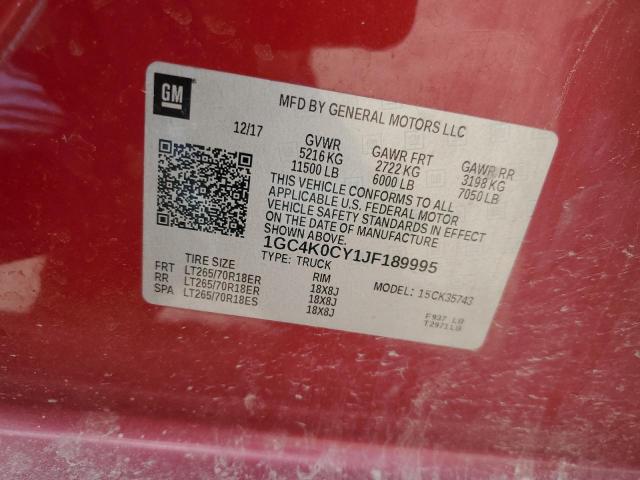 GM
MFD BY GENERAL MOTORS LLC
12/17 GVWR GAWR FRT GAWR RR
5216 KG 2722 KG 3198 KG
11500 LB 6000 LB 7050 LB
THIS VEHICLE CONFORMS TO ALL
APPLICABLE U.S. FEDERAL MOTOR
VEHICLE SAFETY STANDARDS IN EFFECT
ON THE DATE OF MANUFACTURE
SHOWN ABOVE.
1GC4K0CY1JF189995
TYPE: TRUCK MODEL: 15CK35743
TIRE SIZE RIM
FRT LT265/70R18ER 18X8J
RR LT265/70R18ER 18X8J
SPA LT265/70R18ES 18X8J
F937 LB
T2971LB